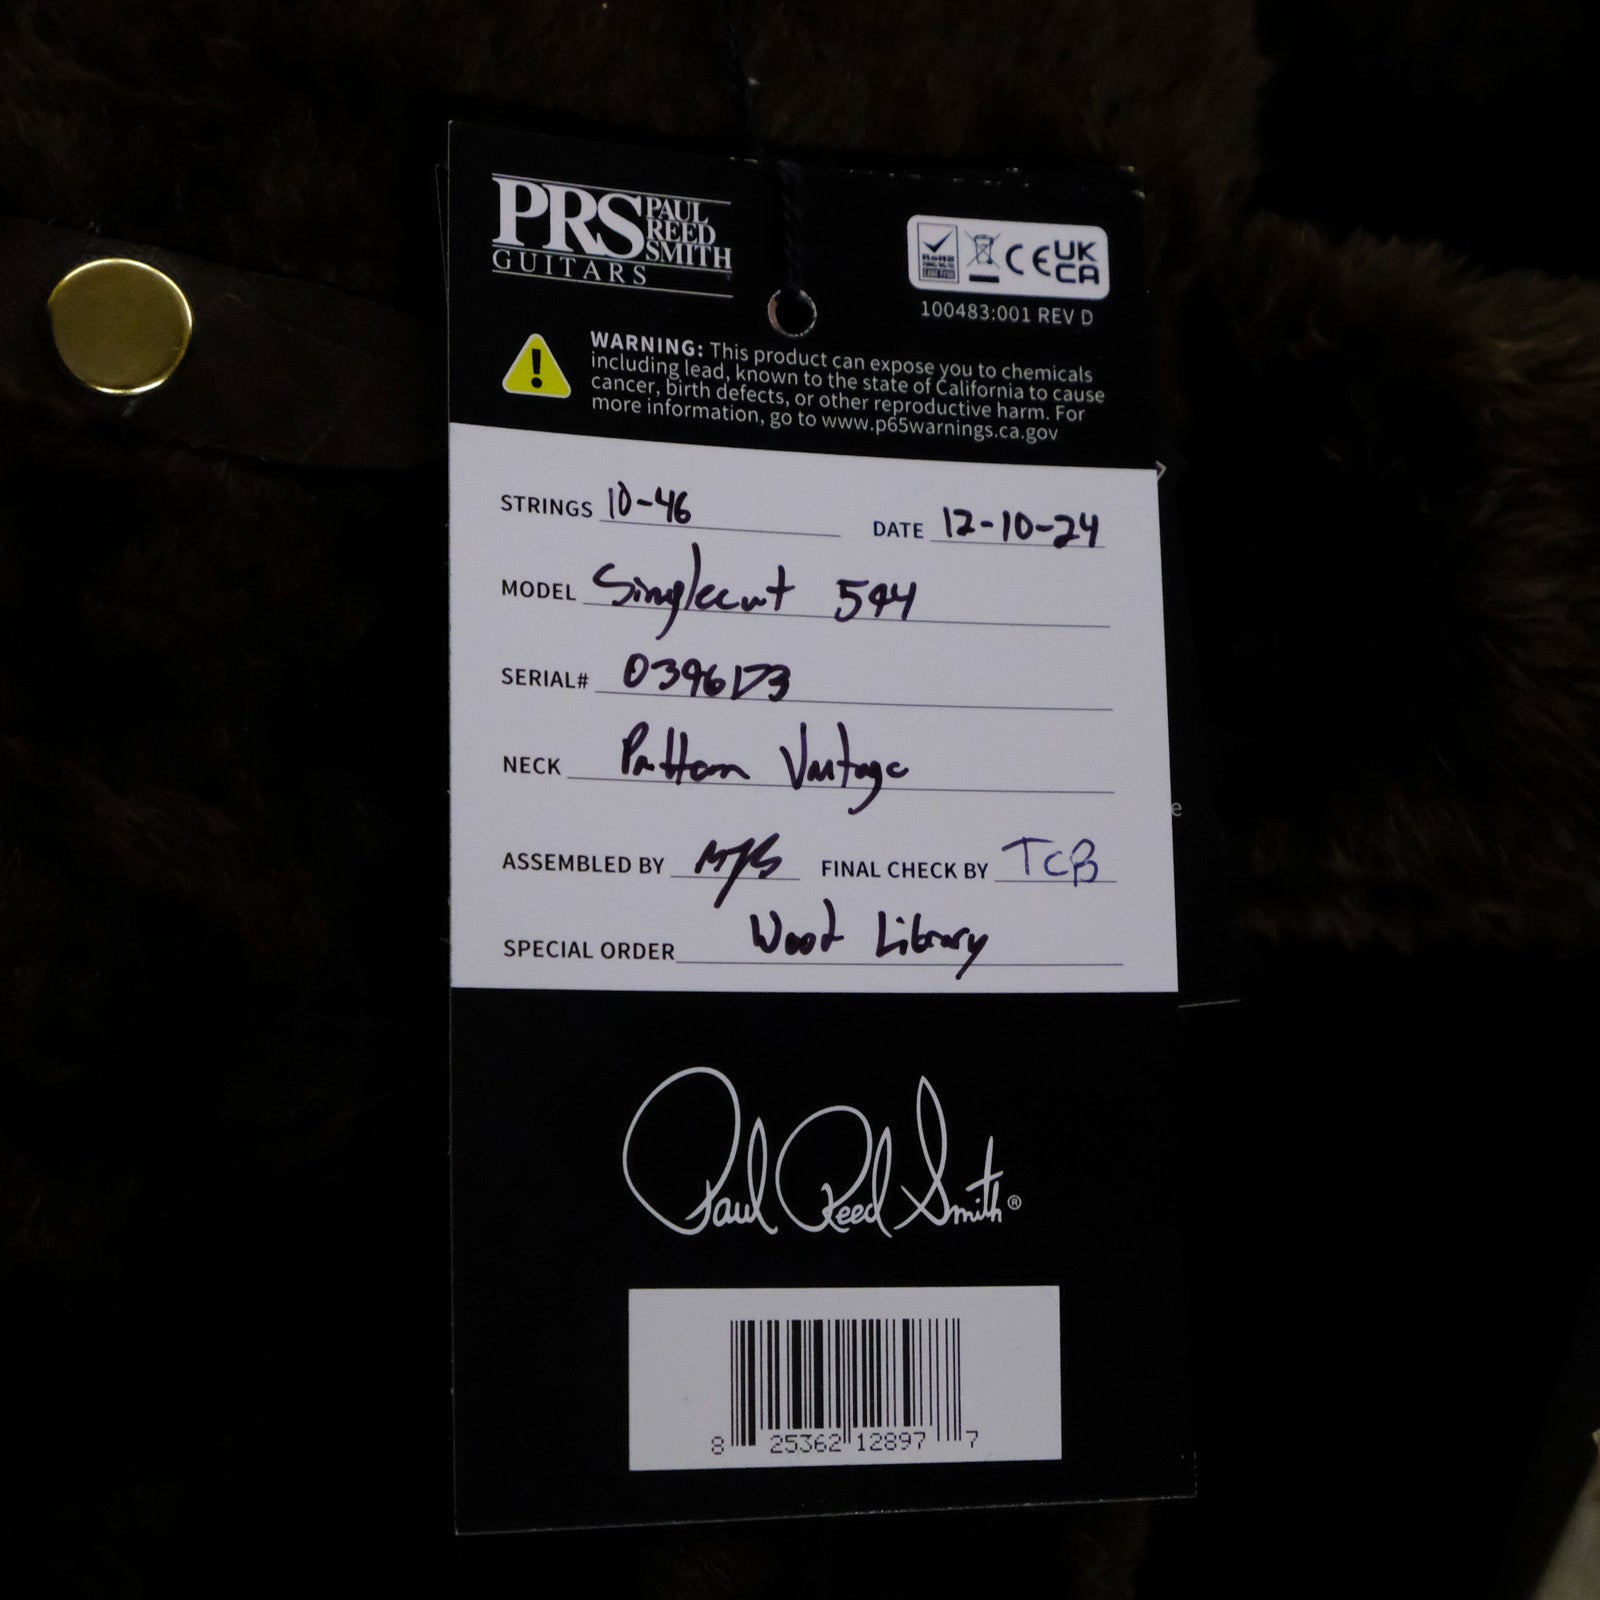 PRS PAUL REED SMITH
GUITARS
RoHS
CE UK CA
100483:001 REV D
WARNING: This product can expose you to chemicals
including lead, known to the state of California to cause
cancer, birth defects, or other reproductive harm. For
more information, go to www.p65warnings.ca.gov
STRINGS 10-46 DATE 12-10-24
MODEL Singlecut 594
SERIAL# 0396173
NECK Pattern Vintage
ASSEMBLED BY FINAL CHECK BY TCB
SPECIAL ORDER Wood Library
Paul Reed Smith®
8 25362 12897 7